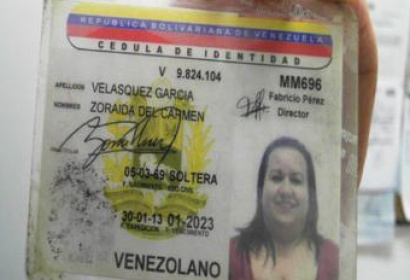 REPUBLICA BOLIVARIANA DE VENEZUELA
CEDULA DE IDENTIDAD
V 9.824.104 MM696
APELLIDOS VELASQUEZ GARCIA
Fabricio Pérez
NOMBRES ZORAIDA DEL CARMEN
Director
05-03-69 SOLTERA
F. NACIMIENTO EDO. CIVIL
30-01-13 01-2023
F. EXPEDICION F. VENCIMIENTO
VENEZOLANO